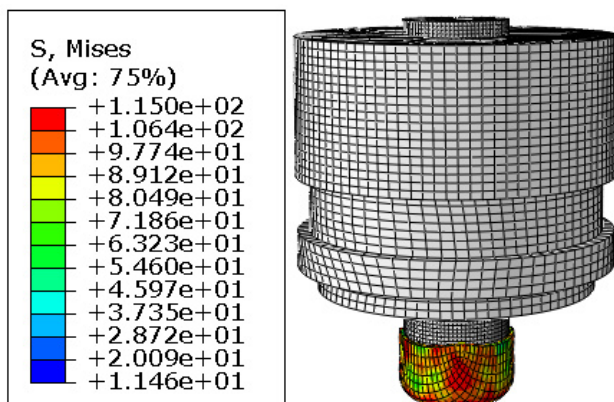 S, Mises
(Avg: 75%)
+1.150e+02
+1.064e+02
+9.774e+01
+8.912e+01
+8.049e+01
+7.186e+01
+6.323e+01
+5.460e+01
+4.597e+01
+3.735e+01
+2.872e+01
+2.009e+01
+1.146e+01